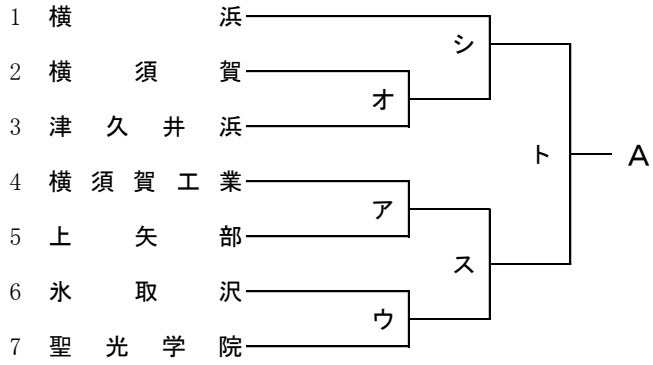 1 横浜
シ
2 横須賀
オ
3 津久井浜
ト A
4 横須賀工業
ア
5 上矢部
ス
6 氷取沢
ウ
7 聖光学院